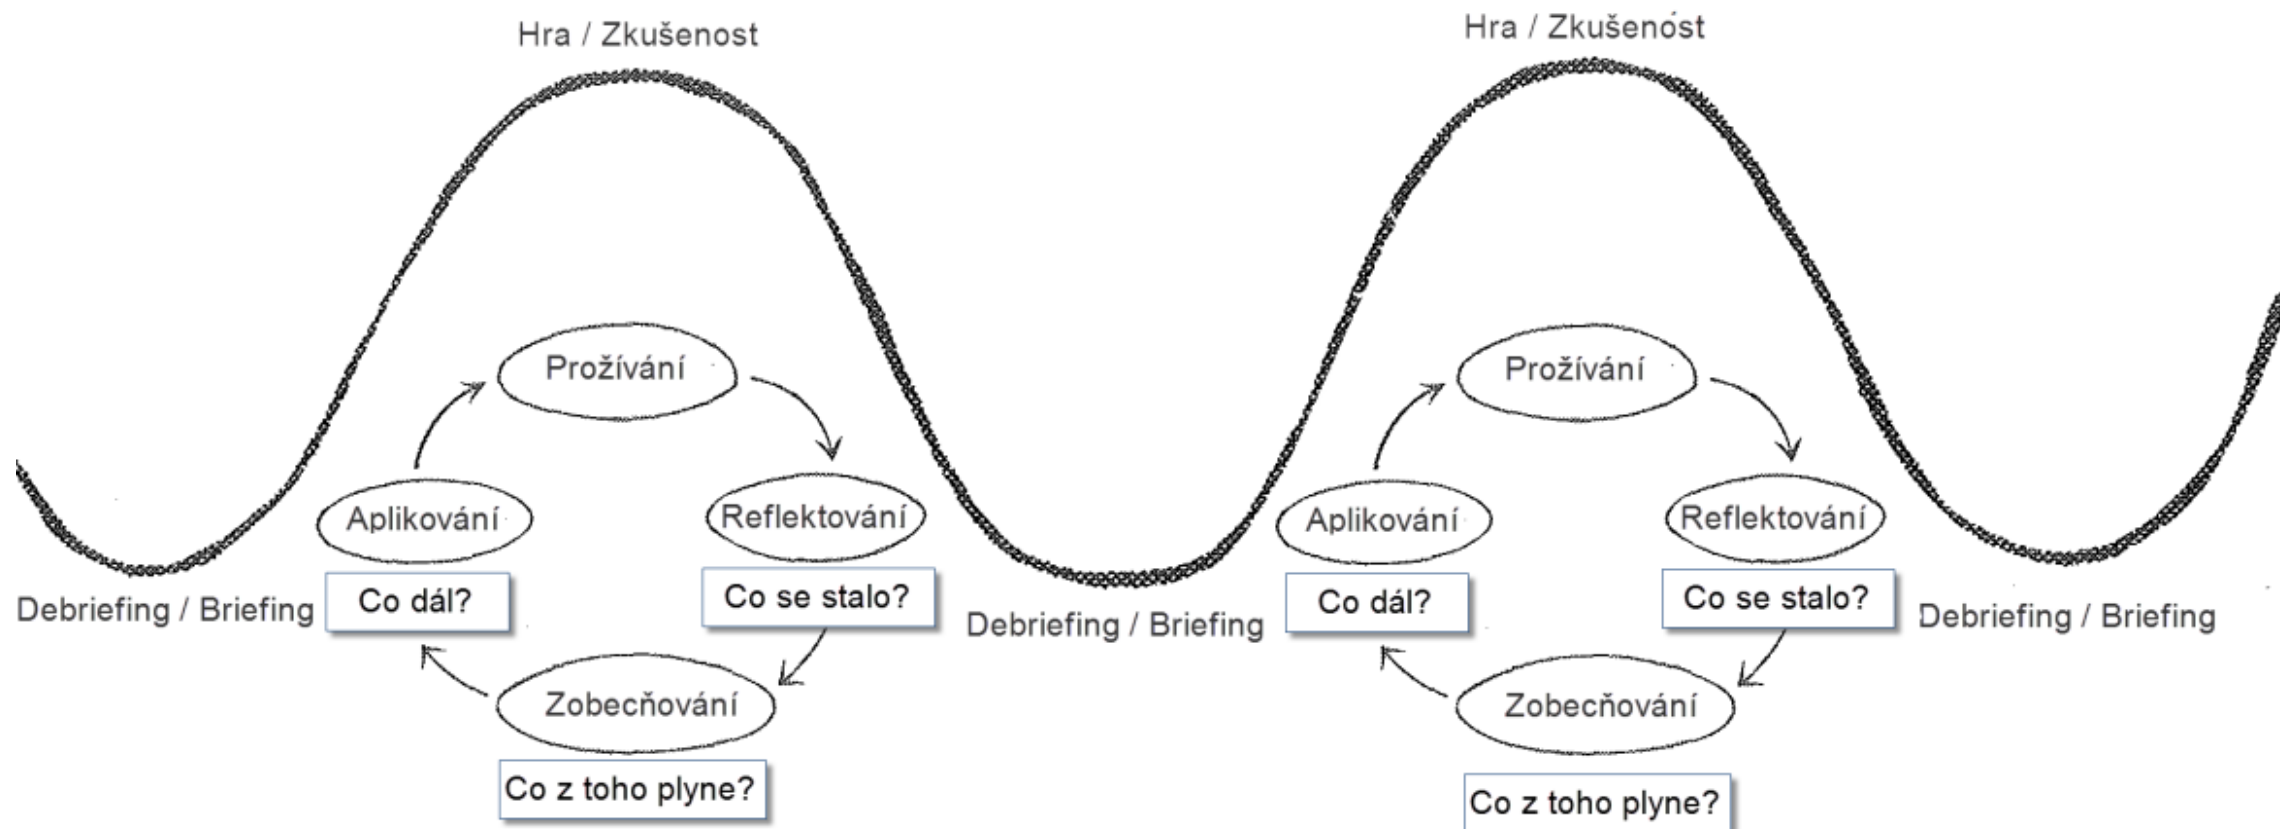 Hra / Zkušenost
Hra / Zkušenost
Prožívání
Prožívání
Aplikování
Reflektování
Aplikování
Reflektování
Co dál?
Co se stalo?
Co dál?
Co se stalo?
Debriefing / Briefing
Debriefing / Briefing
Debriefing / Briefing
Zobecňování
Zobecňování
Co z toho plyne?
Co z toho plyne?